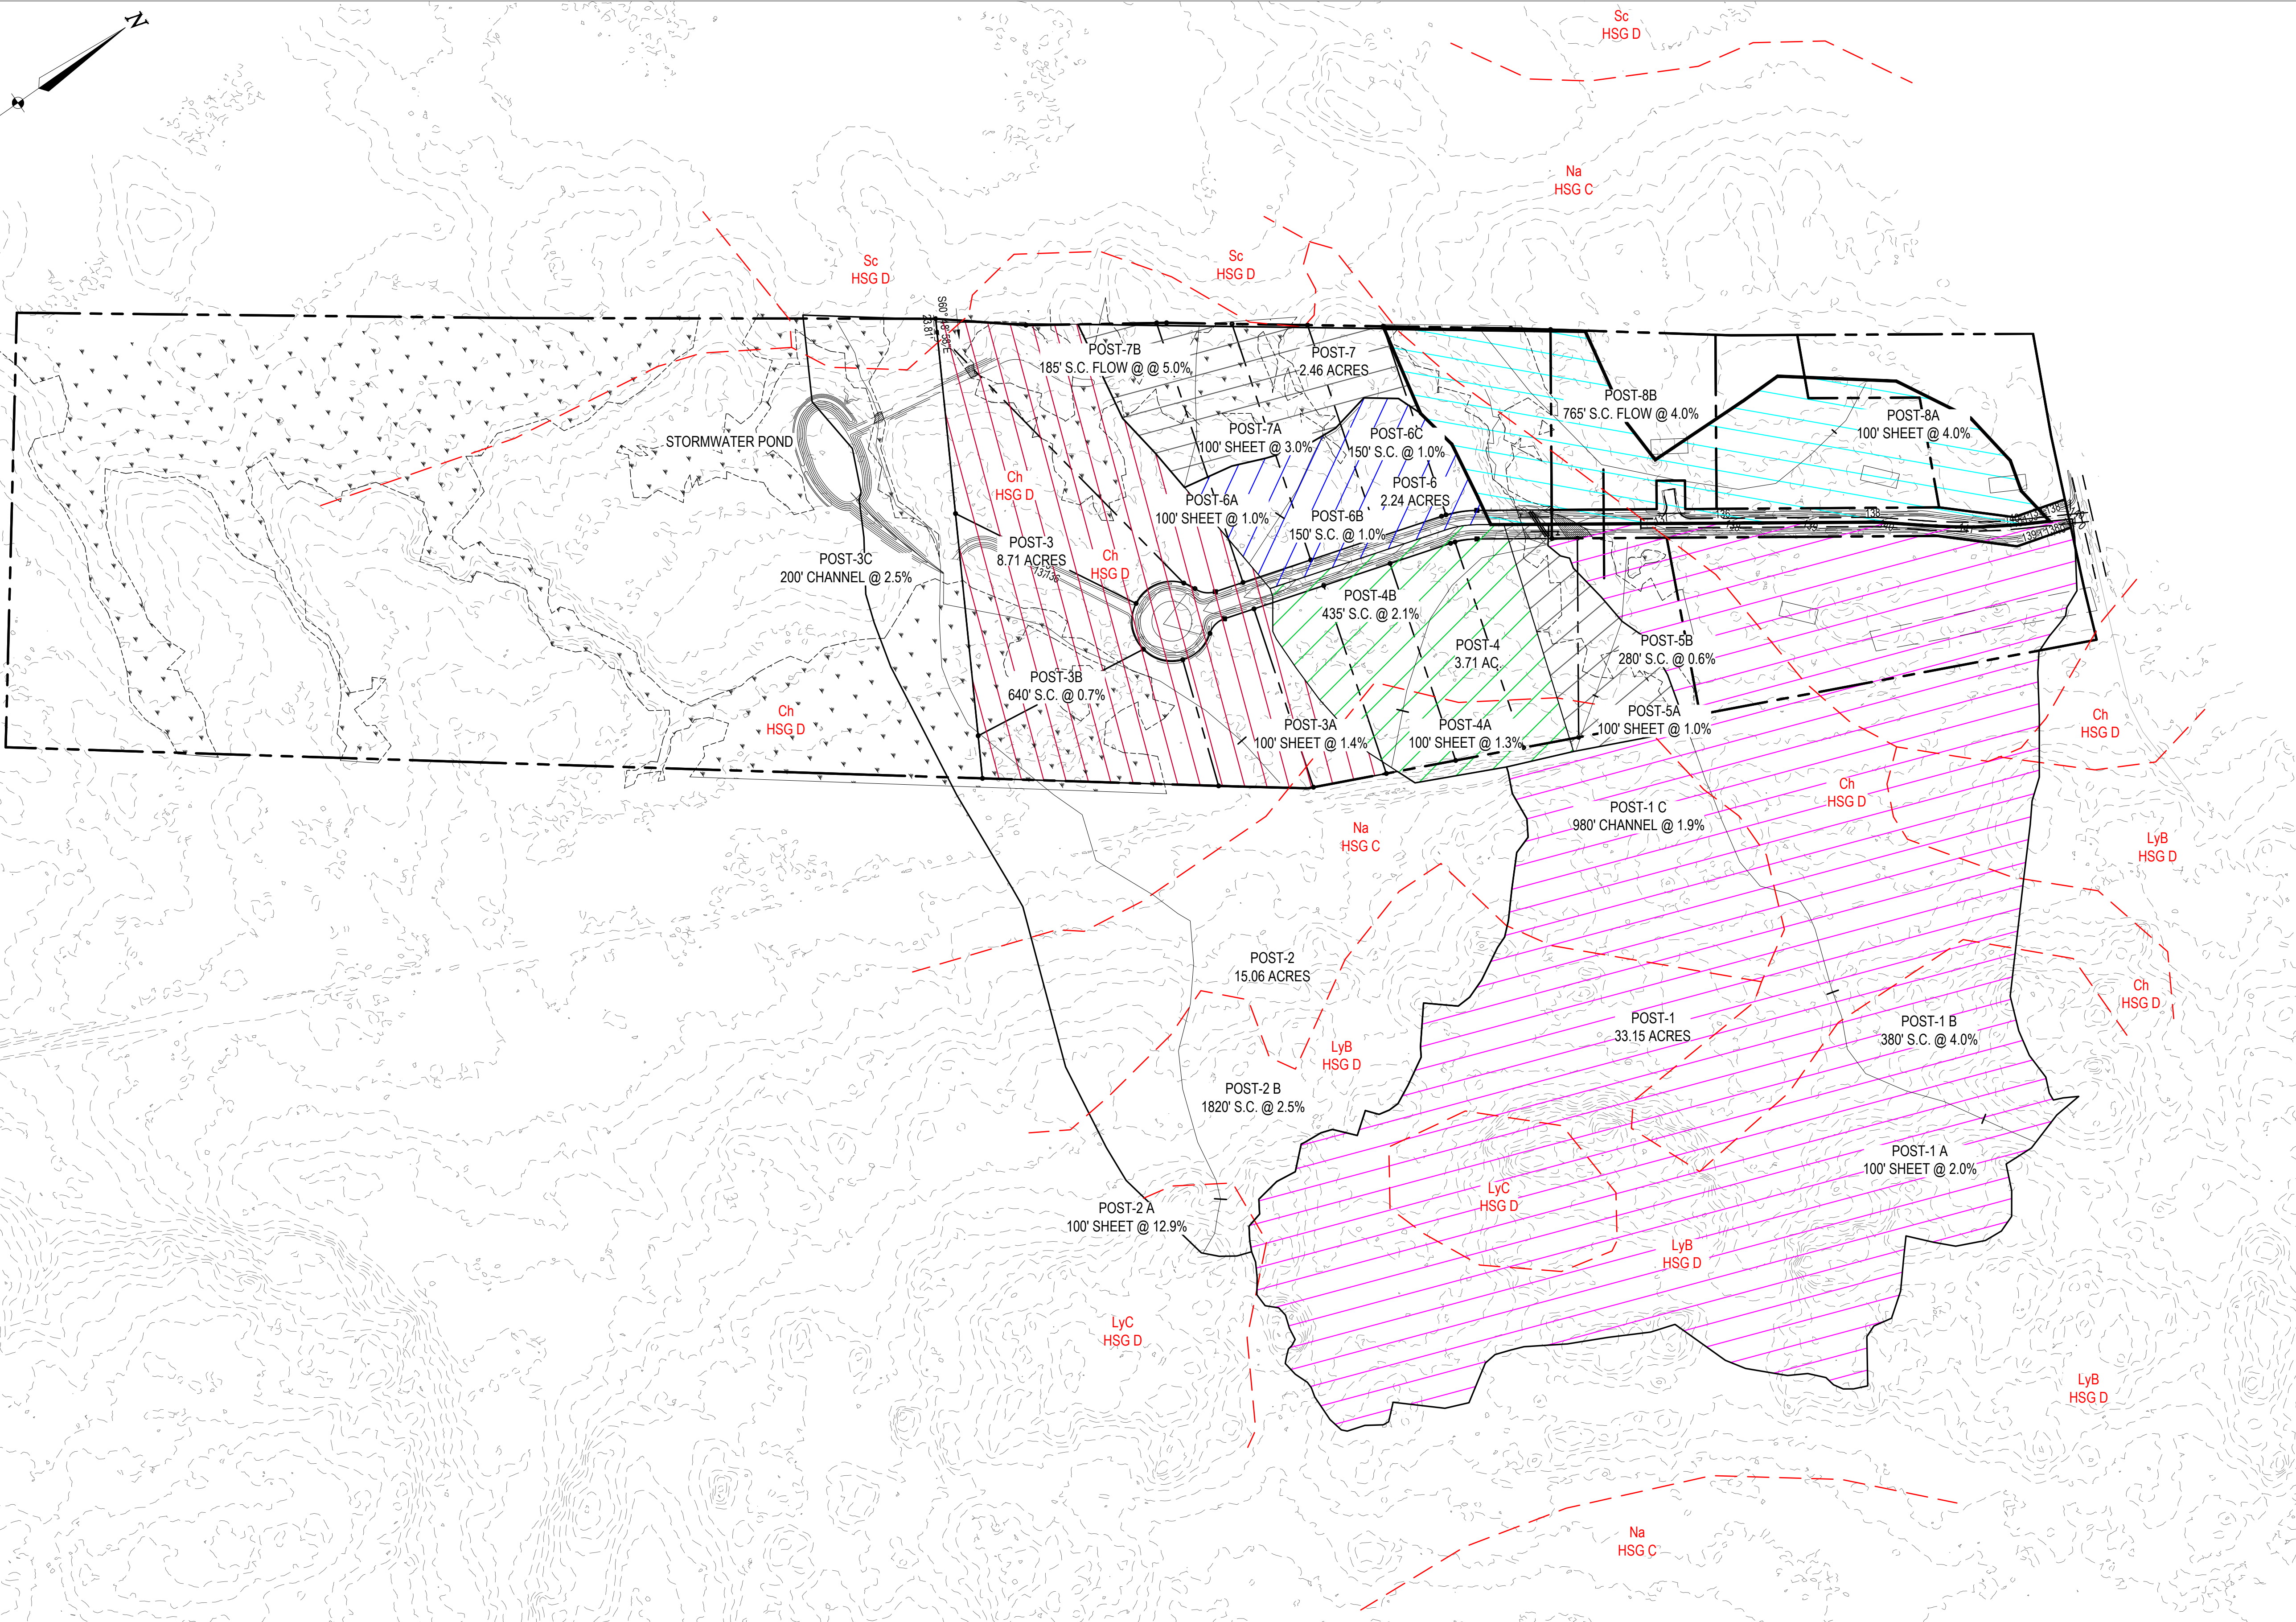 N
Sc
HSG D
Na
HSG C
Sc
HSG D
Sc
HSG D
S60° 48' 58"E
23.81'
POST-7B
185' S.C. FLOW @ @ 5.0%
POST-7
2.46 ACRES
POST-8B
765' S.C. FLOW @ 4.0%
POST-8A
100' SHEET @ 4.0%
STORMWATER POND
POST-7A
100' SHEET @ 3.0%
POST-6C
150' S.C. @ 1.0%
Ch
HSG D
POST-6
2.24 ACRES
POST-6A
100' SHEET @ 1.0%
POST-6B
150' S.C. @ 1.0%
136
138
139
POST-3
8.71 ACRES
Ch
HSG D
POST-3C
200' CHANNEL @ 2.5%
POST-4B
435' S.C. @ 2.1%
POST-4
3.71 AC.
POST-5B
280' S.C. @ 0.6%
POST-3B
640' S.C. @ 0.7%
Ch
HSG D
POST-3A
100' SHEET @ 1.4%
POST-4A
100' SHEET @ 1.3%
POST-5A
100' SHEET @ 1.0%
Ch
HSG D
Ch
HSG D
POST-1 C
980' CHANNEL @ 1.9%
Na
HSG C
LyB
HSG D
POST-2
15.06 ACRES
Ch
HSG D
POST-1
33.15 ACRES
POST-1 B
380' S.C. @ 4.0%
LyB
HSG D
POST-2 B
1820' S.C. @ 2.5%
POST-1 A
100' SHEET @ 2.0%
LyC
HSG D
POST-2 A
100' SHEET @ 12.9%
LyB
HSG D
LyC
HSG D
LyB
HSG D
Na
HSG C